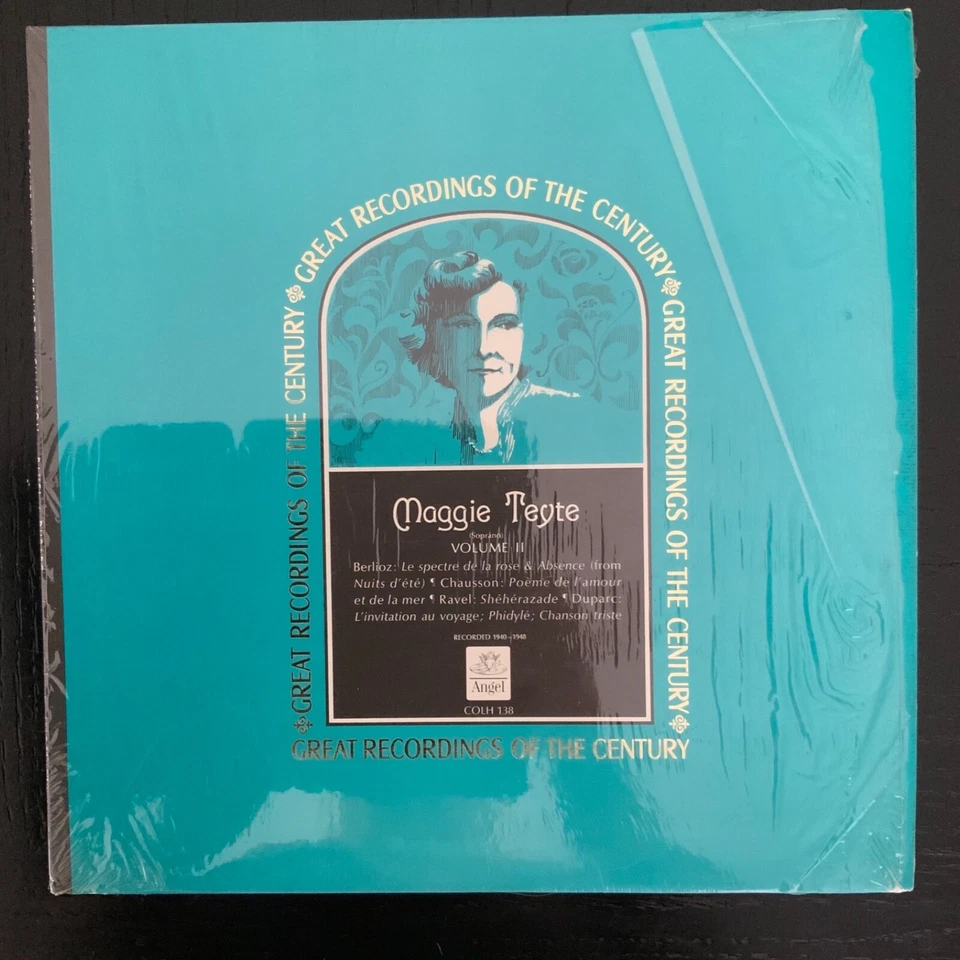 GREAT RECORDINGS OF THE CENTURY
GREAT RECORDINGS OF THE CENTURY
GREAT RECORDINGS OF THE CENTURY
Maggie Teyte
(Soprano)
VOLUME II
Berlioz: Le spectre de la rose & Absence (from
Nuits d'été) ¶ Chausson: Poème de l'amour
et de la mer ¶ Ravel: Shéhérazade ¶ Duparc:
L'invitation au voyage; Phidylé; Chanson triste
RECORDED 1940-1948
Angel
COLH 138
GREAT RECORDINGS OF THE CENTURY